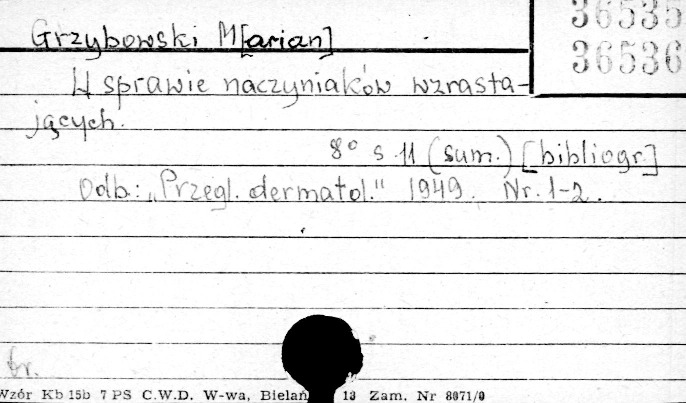 36535
36536
Grzybowski M[arian]
W sprawie naczyniaków wzrasta-
jących.
8° s. 11 (sum.) [bibliogr.]
Odb.: „Przegl. dermatol." 1949. Nr. 1-2.
br.
Wzór Kb 15b 7 PS C.W.D. W-wa, 13 Zam. Nr 8071/0